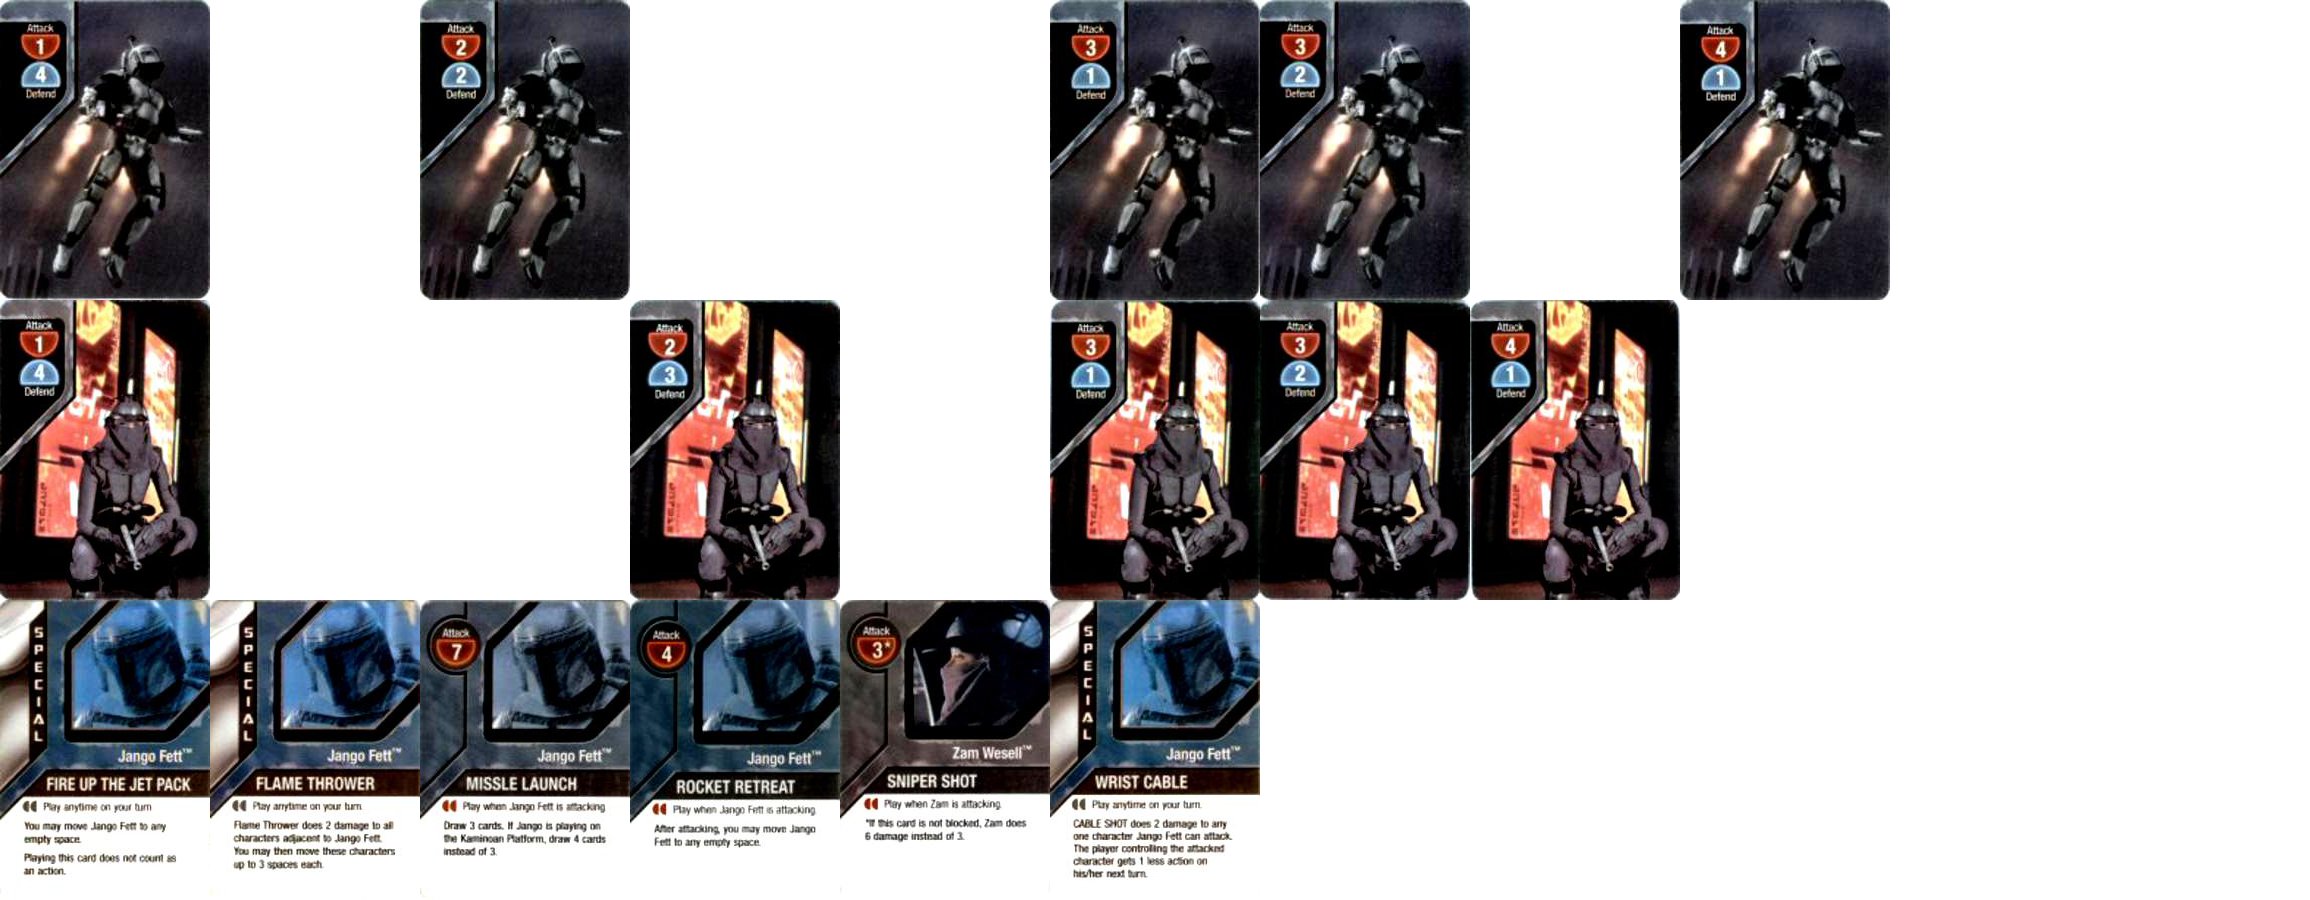 Attack
1
4
Defend
Attack
2
2
Defend
Attack
3
1
Defend
Attack
3
2
Defend
Attack
4
1
Defend
Attack
1
4
Defend
Attack
2
3
Defend
Attack
3
1
Defend
Attack
3
2
Defend
Attack
4
1
Defend
SPECIAL
Jango Fett™
FIRE UP THE JET PACK
Play anytime on your turn
You may move Jango Fett to any
empty space.
Playing this card does not count as
an action.
SPECIAL
Jango Fett™
FLAME THROWER
Play anytime on your turn.
Flame Thrower does 2 damage to all
characters adjacent to Jango Fett.
You may then move these characters
up to 3 spaces each.
Attack
7
Jango Fett™
MISSLE LAUNCH
Play when Jango Fett is attacking
Draw 3 cards. If Jango is playing on
the Kaminoan Platform, draw 4 cards
instead of 3.
Attack
4
Jango Fett™
ROCKET RETREAT
Play when Jango Fett is attacking.
After attacking, you may move Jango
Fett to any empty space.
Attack
3*
Zam Wesell™
SNIPER SHOT
Play when Zam is attacking.
*If this card is not blocked, Zam does
6 damage instead of 3.
SPECIAL
Jango Fett™
WRIST CABLE
Play anytime on your turn.
CABLE SHOT does 2 damage to any
one character Jango Fett can attack.
The player controlling the attacked
character gets 1 less action on
his/her next turn.